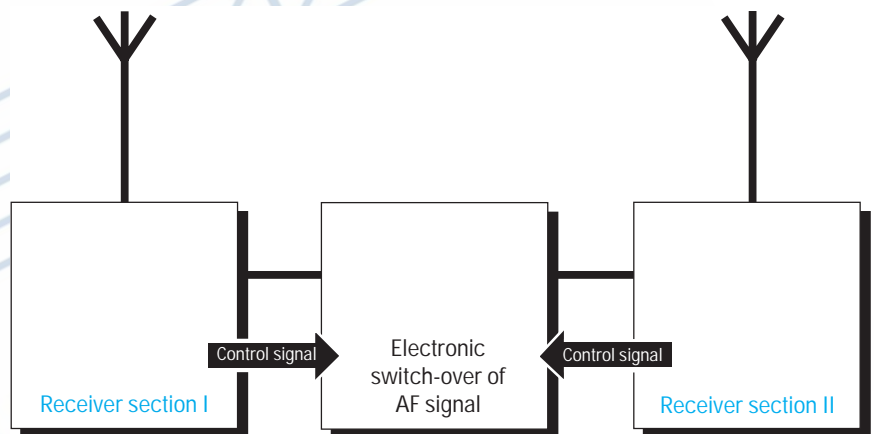 Control signal
Electronic
switch-over of
AF signal
Control signal
Receiver section I
Receiver section II